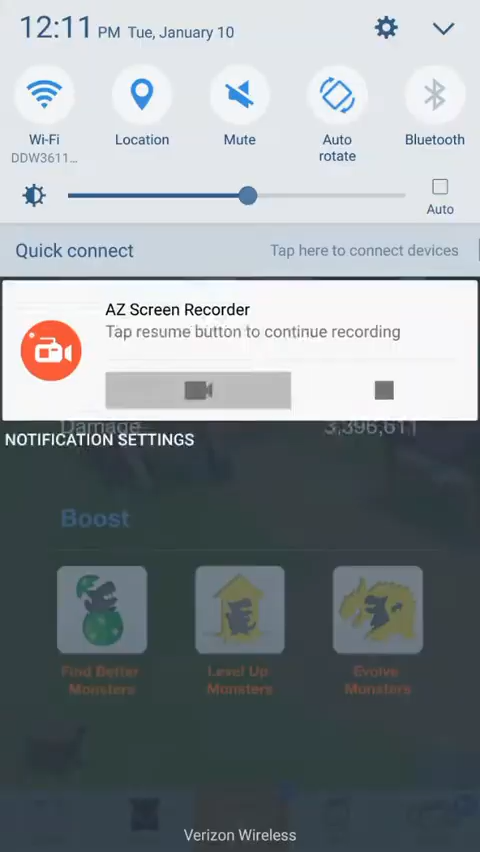 12:11 PM Tue, January 10
Wi-Fi
DDW3611...
Location
Mute
Auto
rotate
Bluetooth
Auto
Quick connect
Tap here to connect devices
AZ Screen Recorder
Tap resume button to continue recording
Damage
3,396,611
NOTIFICATION SETTINGS
Boost
Find Better
Monsters
Level Up
Monsters
Evolve
Monsters
Verizon Wireless